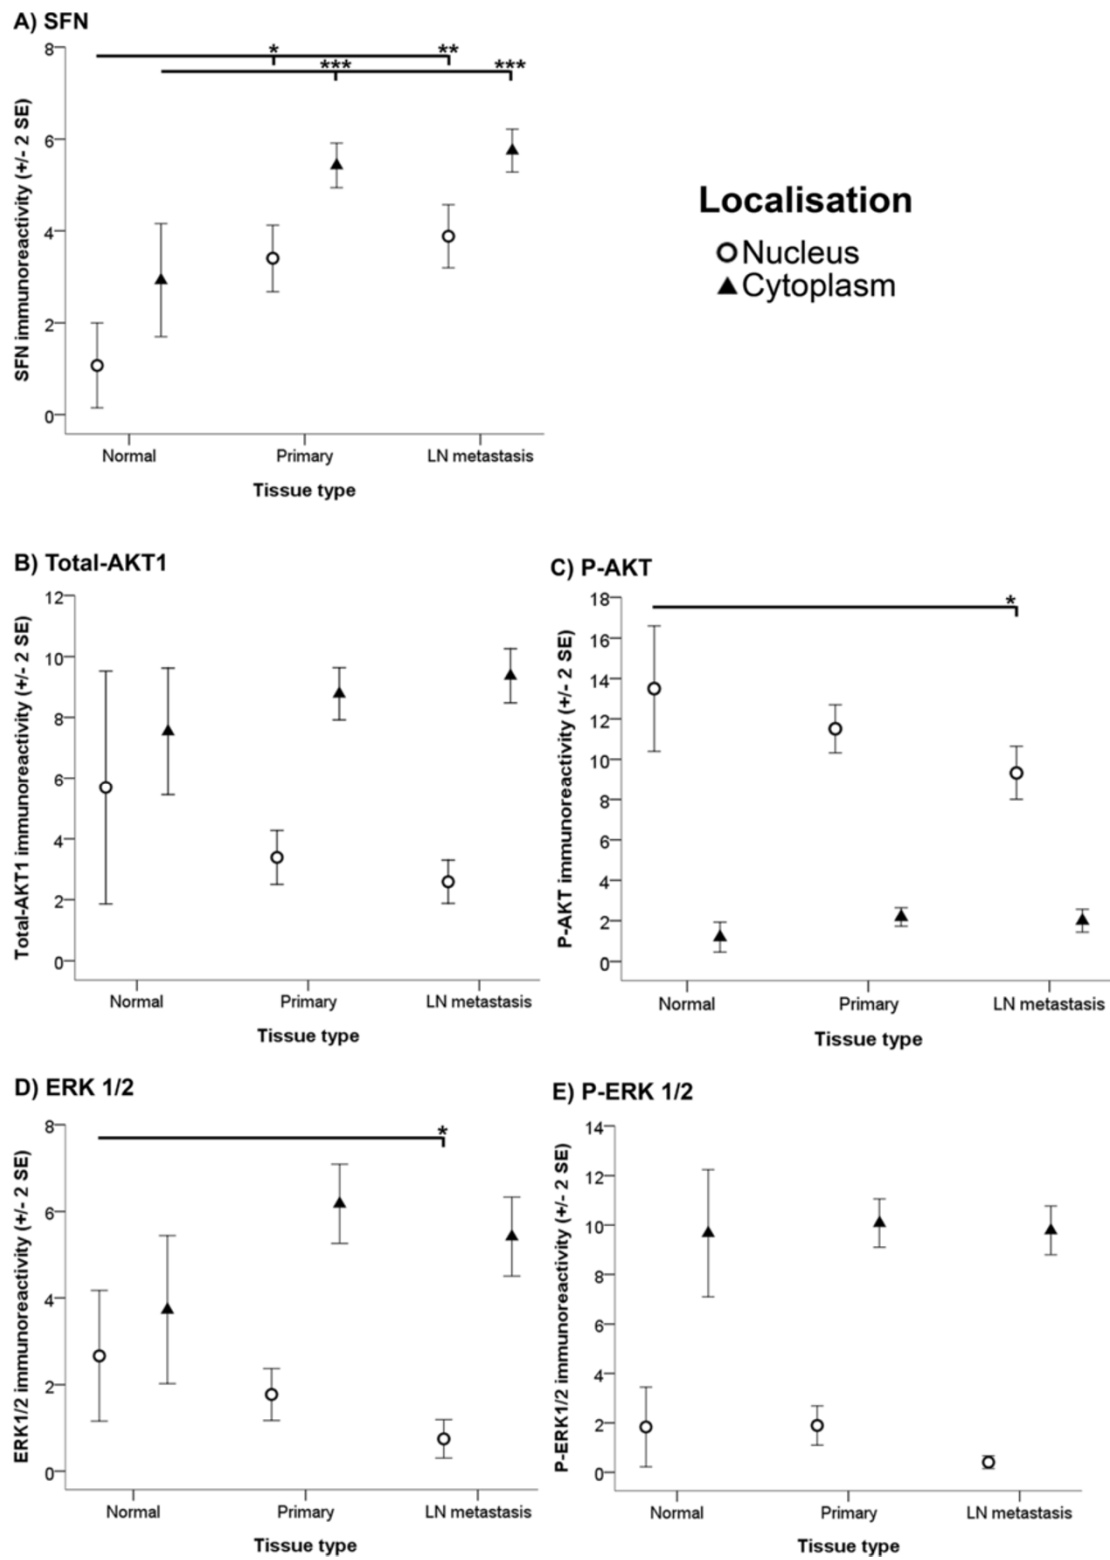 A) SFN
SFN immunoreactivity (+/- 2 SE)
8
6
4
2
0
*
**
***
***
Normal
Primary
LN metastasis
Tissue type
Localisation
Nucleus
Cytoplasm
B) Total-AKT1
Total-AKT1 immunoreactivity (+/- 2 SE)
12
10
8
6
4
2
0
Normal
Primary
LN metastasis
Tissue type
C) P-AKT
P-AKT immunoreactivity (+/- 2 SE)
18
16
14
12
10
8
6
4
2
0
*
Normal
Primary
LN metastasis
Tissue type
D) ERK 1/2
ERK1/2 immunoreactivity (+/- 2 SE)
8
6
4
2
0
*
Normal
Primary
LN metastasis
Tissue type
E) P-ERK 1/2
P-ERK1/2 immunoreactivity (+/- 2 SE)
14
12
10
8
6
4
2
0
Normal
Primary
LN metastasis
Tissue type